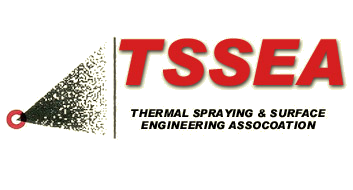 TSSEA
THERMAL SPRAYING & SURFACE
ENGINEERING ASSOCOATION